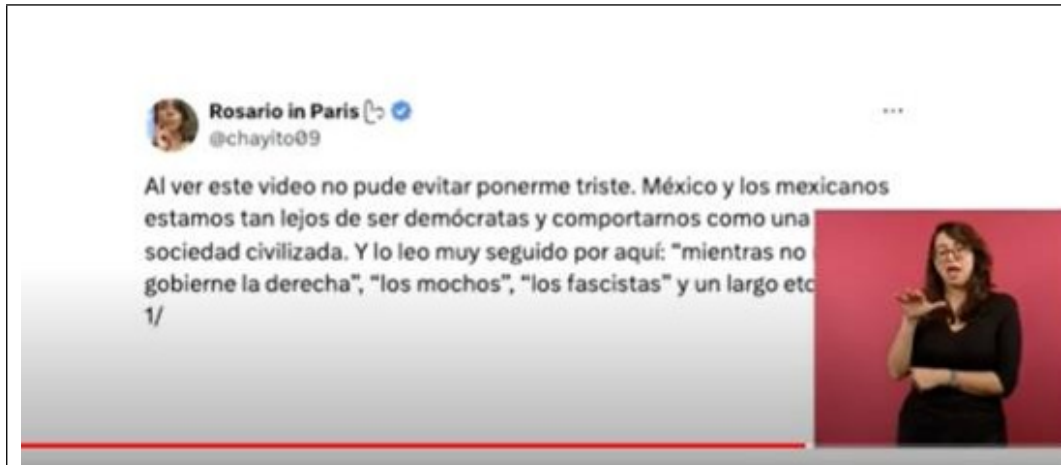 Rosario in Paris
@chayito09
Al ver este video no pude evitar ponerme triste. México y los mexicanos
estamos tan lejos de ser demócratas y comportarnos como una
sociedad civilizada. Y lo leo muy seguido por aquí: "mientras no
gobierne la derecha", "los mochos", "los fascistas" y un largo etc
1/